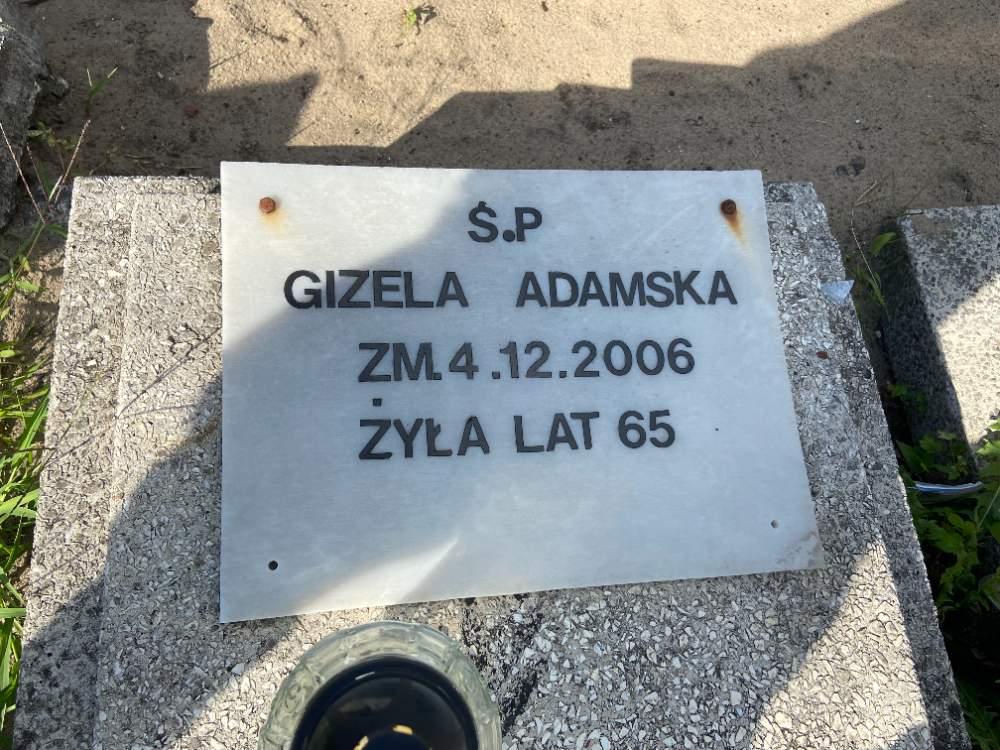 Ś.P
GIZELA ADAMSKA
ZM.4.12.2006
ŻYŁA LAT 65